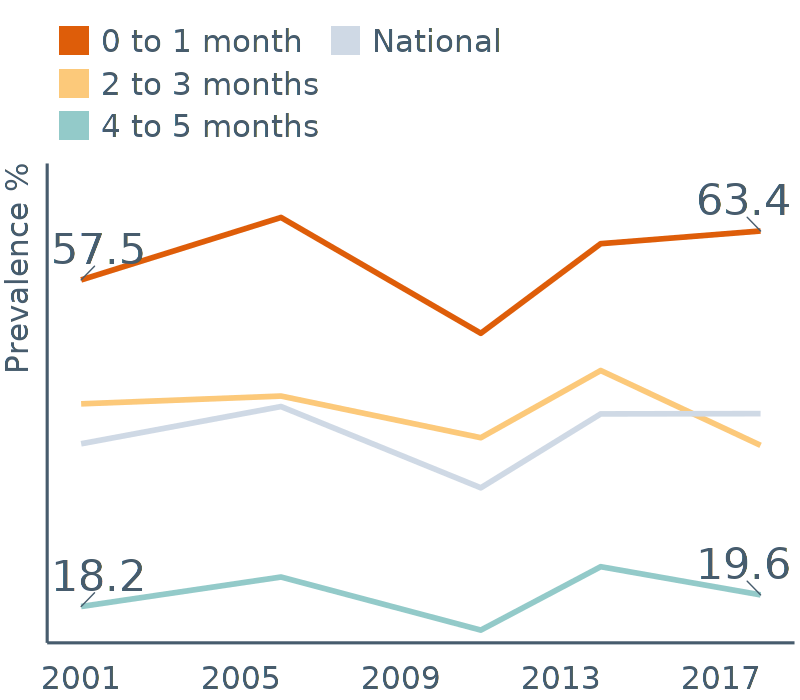 0 to 1 month National
2 to 3 months
4 to 5 months
Prevalence %
57.5
63.4
18.2
19.6
2001 2005 2009 2013 2017